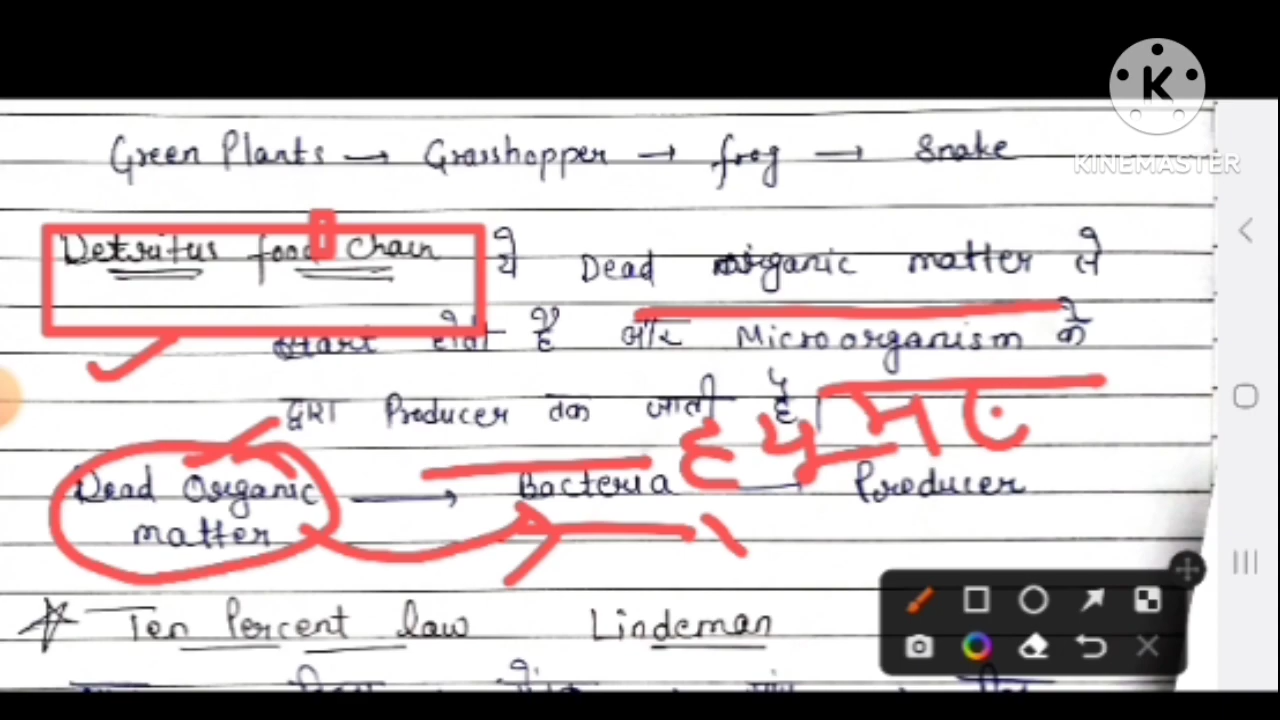 KINEMASTER
Green Plants → Grasshopper → frog → Snake
Detritus food chain ये Dead organic matter से
Start होती है और Microorganism के
द्वारा Producer तक जाती है
Dead Organic matter → Bacteria → Producer
Ten Percent law Lindeman